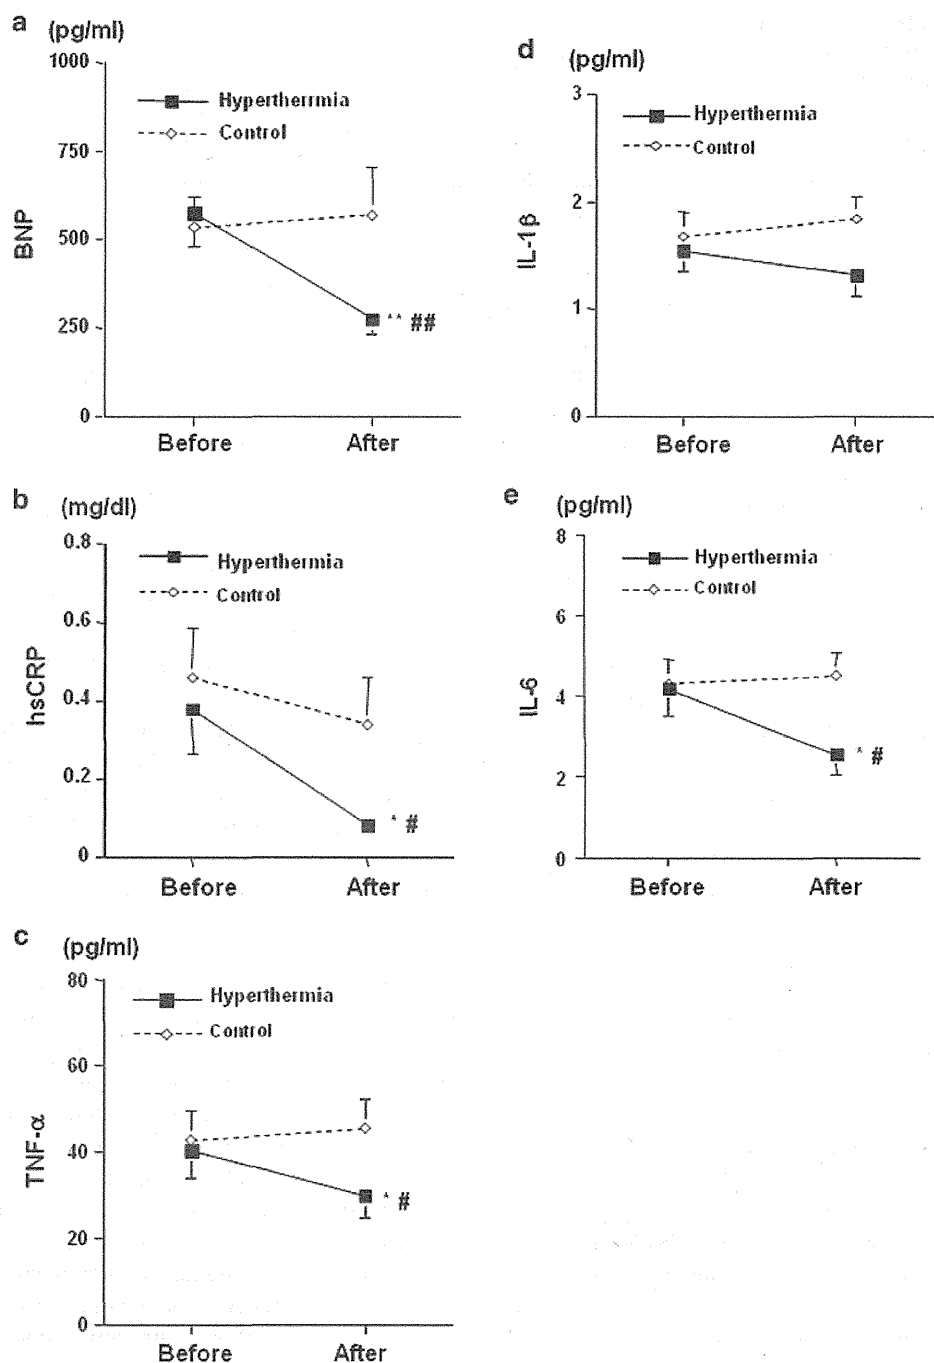 a (pg/ml)
1000
Hyperthermia
Control
750
500
250
0
BNP
Before After
** ##
d (pg/ml)
3
Hyperthermia
Control
2
1
0
IL-1β
Before After
b (mg/dl)
0.8
Hyperthermia
Control
0.6
0.4
0.2
0
hsCRP
Before After
* #
e (pg/ml)
8
Hyperthermia
Control
6
4
2
0
IL-6
Before After
* #
c (pg/ml)
80
Hyperthermia
Control
60
40
20
0
TNF-α
Before After
* #